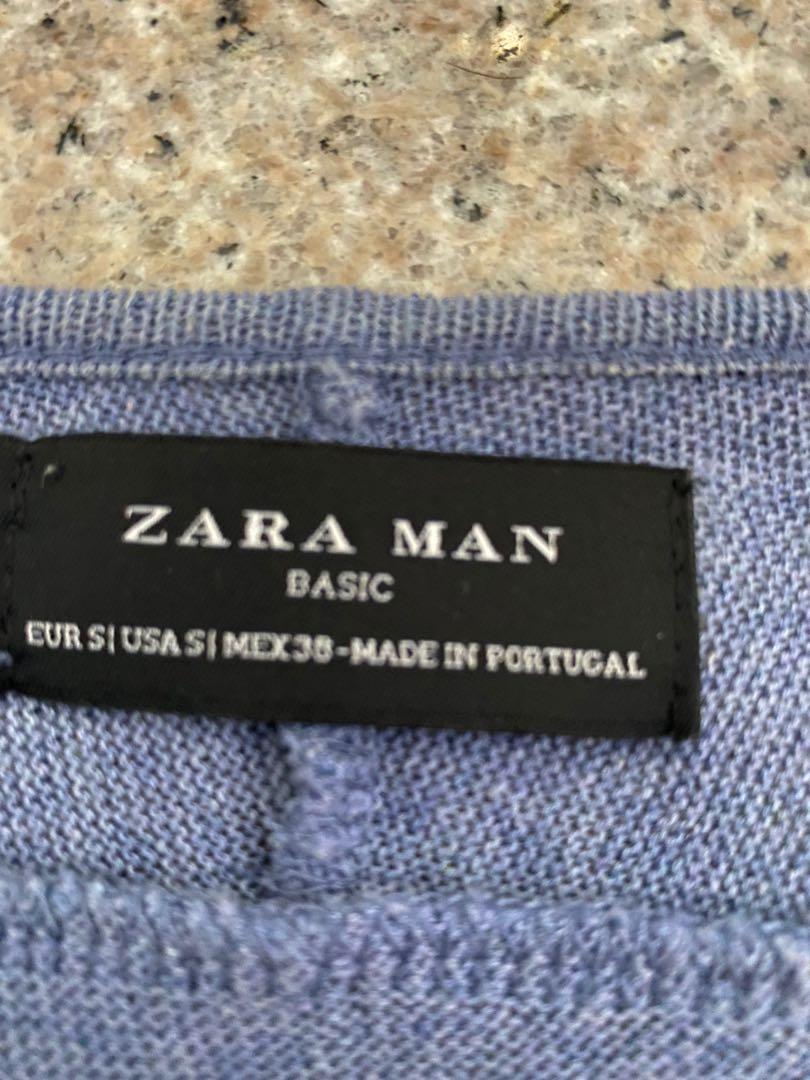 ZARA MAN
BASIC
EUR S| USA S| MEX 38-MADE IN PORTUGAL